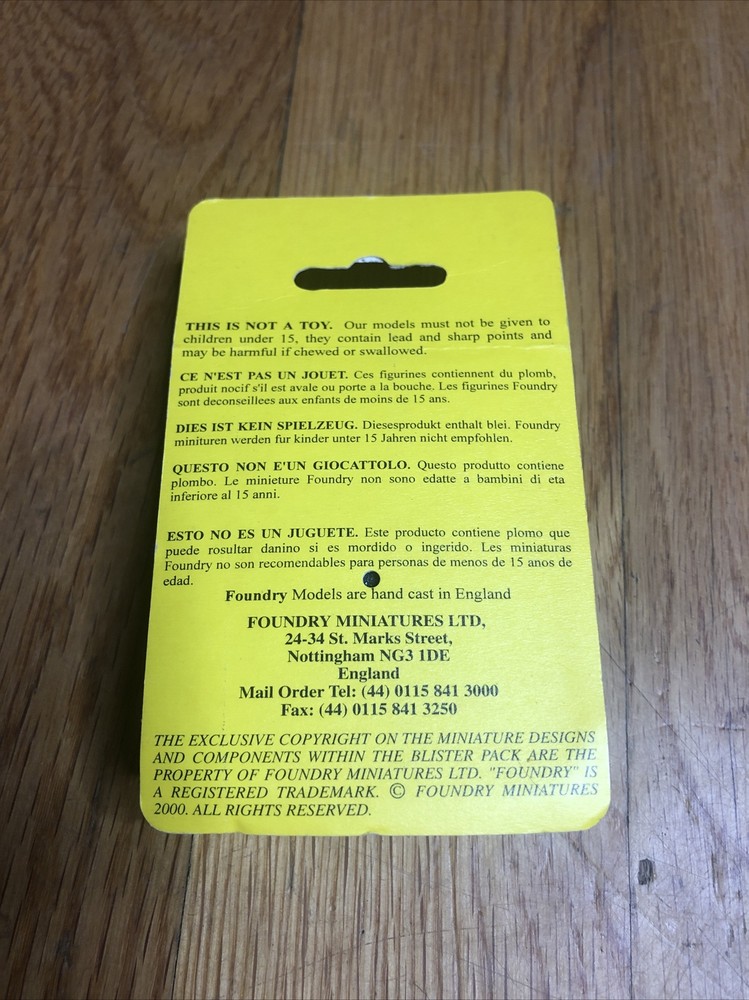 THIS IS NOT A TOY. Our models must not be given to
children under 15, they contain lead and sharp points and
may be harmful if chewed or swallowed.
CE N'EST PAS UN JOUET. Ces figurines contiennent du plomb,
produit nocif s'il est avale ou porte a la bouche. Les figurines Foundry
sont deconseillees aux enfants de moins de 15 ans.
DIES IST KEIN SPIELZEUG. Diesesprodukt enthalt blei. Foundry
minituren werden fur kinder unter 15 Jahren nicht empfohlen.
QUESTO NON E'UN GIOCATTOLO. Questo produtto contiene
plombo. Le minieture Foundry non sono edatte a bambini di eta
inferiore al 15 anni.
ESTO NO ES UN JUGUETE. Este producto contiene plomo que
puede rosultar danino si es mordido o ingerido. Les miniaturas
Foundry no son recomendables para personas de menos de 15 anos de
edad.
Foundry Models are hand cast in England
FOUNDRY MINIATURES LTD,
24-34 St. Marks Street,
Nottingham NG3 1DE
England
Mail Order Tel: (44) 0115 841 3000
Fax: (44) 0115 841 3250
THE EXCLUSIVE COPYRIGHT ON THE MINIATURE DESIGNS
AND COMPONENTS WITHIN THE BLISTER PACK ARE THE
PROPERTY OF FOUNDRY MINIATURES LTD. "FOUNDRY" IS
A REGISTERED TRADEMARK. © FOUNDRY MINIATURES
2000. ALL RIGHTS RESERVED.